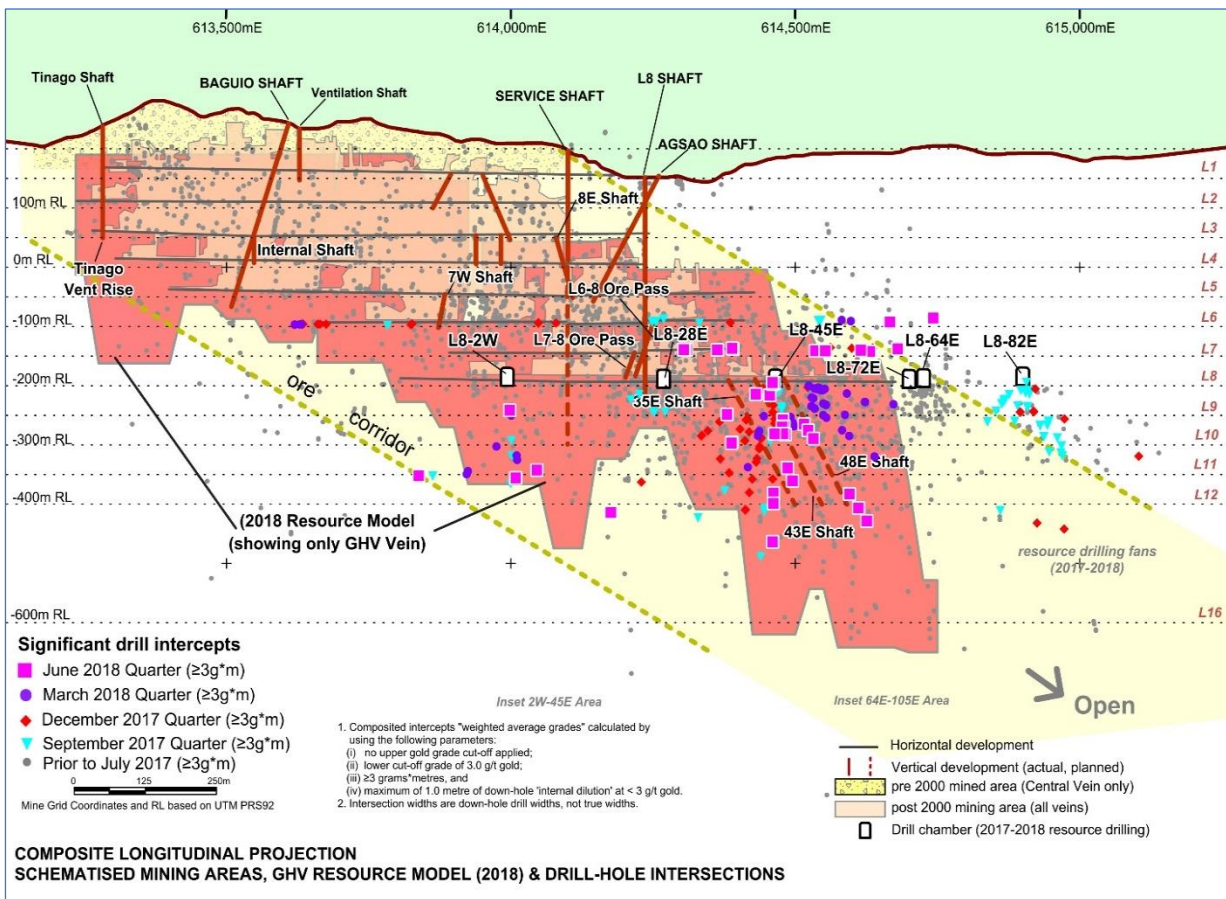 613,500mE
614,000mE
614,500mE
615,000mE
Tinago Shaft
BAGUIO SHAFT
Ventilation Shaft
SERVICE SHAFT
L8 SHAFT
AGSAO SHAFT
L1
L2
100m RL
8E Shaft
L3
Internal Shaft
L4
0m RL
Tinago
Vent Rise
7W Shaft
L5
L6-8 Ore Pass
L6
-100m RL
L8-2W
L7-8 Ore Pass
L8-28E
L8-45E
L8-64E
L7
L8-72E
L8-82E
L8
-200m RL
35E Shaft
L9
ore corridor
L10
-300m RL
48E Shaft
L11
-400m RL
L12
(2018 Resource Model
(showing only GHV Vein)
43E Shaft
resource drilling fans
(2017-2018)
-600m RL
L16
Significant drill intercepts
June 2018 Quarter (≥3g*m)
March 2018 Quarter (≥3g*m)
December 2017 Quarter (≥3g*m)
September 2017 Quarter (≥3g*m)
Prior to July 2017 (≥3g*m)
0 125 250m
Mine Grid Coordinates and RL based on UTM PRS92
Inset 2W-45E Area
Inset 64E-105E Area
Open
1. Composited intercepts "weighted average grades" calculated by
using the following parameters:
(i) no upper gold grade cut-off applied;
(ii) lower cut-off grade of 3.0 g/t gold;
(iii) ≥3 grams*metres, and
(iv) maximum of 1.0 metre of down-hole 'internal dilution' at < 3 g/t gold.
2. Intersection widths are down-hole drill widths, not true widths.
Horizontal development
Vertical development (actual, planned)
pre 2000 mined area (Central Vein only)
post 2000 mining area (all veins)
Drill chamber (2017-2018 resource drilling)
COMPOSITE LONGITUDINAL PROJECTION
SCHEMATISED MINING AREAS, GHV RESOURCE MODEL (2018) & DRILL-HOLE INTERSECTIONS